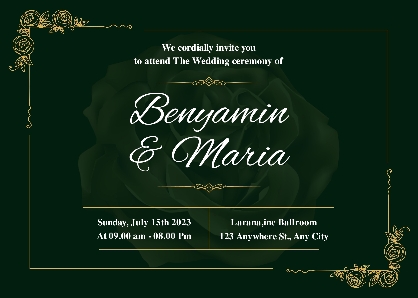 We cordially invite you
to attend The Wedding ceremony of
Benyamin
& Maria
Sunday, July 15th 2023
At 09.00 am - 08.00 Pm
Larana,inc Ballroom
123 Anywhere St., Any City